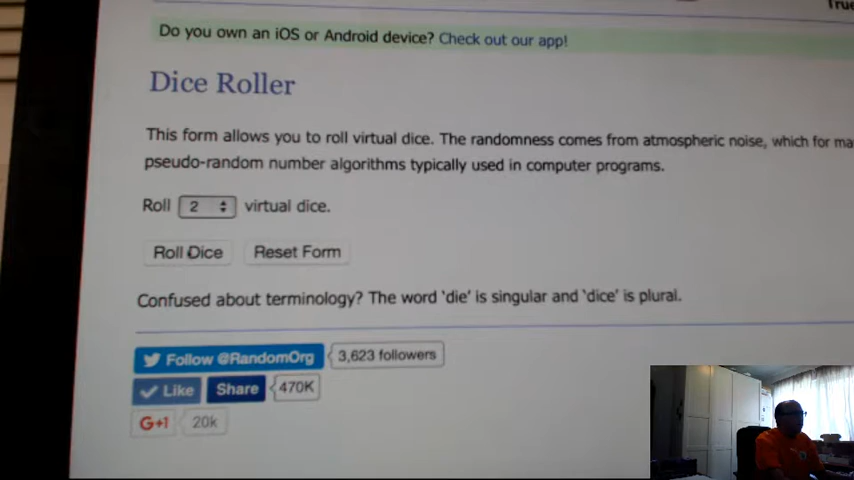 True
Do you own an iOS or Android device? Check out our app!
Dice Roller
This form allows you to roll virtual dice. The randomness comes from atmospheric noise, which for ma
pseudo-random number algorithms typically used in computer programs.
Roll 2 virtual dice.
Roll Dice Reset Form
Confused about terminology? The word 'die' is singular and 'dice' is plural.
Follow @RandomOrg 3,623 followers
Like Share 470K
G+1 20k